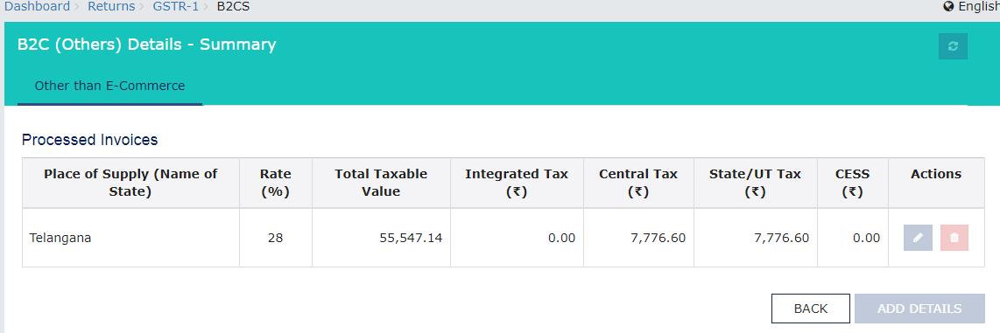 Dashboard > Returns > GSTR-1 > B2CS English
B2C (Others) Details - Summary
Other than E-Commerce
Processed Invoices
Place of Supply (Name of State) Rate (%) Total Taxable Value Integrated Tax (₹) Central Tax (₹) State/UT Tax (₹) CESS (₹) Actions
Telangana 28 55,547.14 0.00 7,776.60 7,776.60 0.00
BACK ADD DETAILS